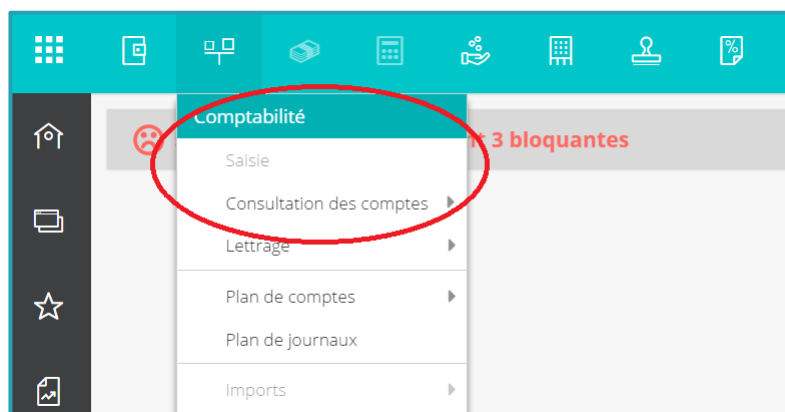 Comptabilité
3 bloquantes
Saisie
Consultation des comptes
Lettrage
Plan de comptes
Plan de journaux
Imports